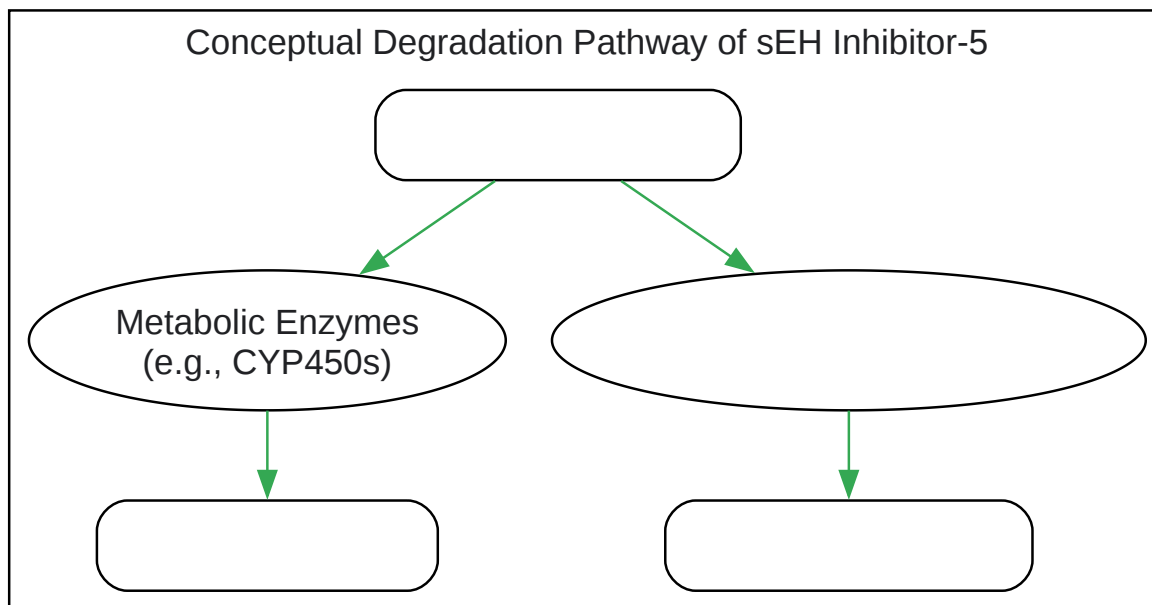 Conceptual Degradation Pathway of sEH Inhibitor-5
Metabolic Enzymes
(e.g., CYP450s)